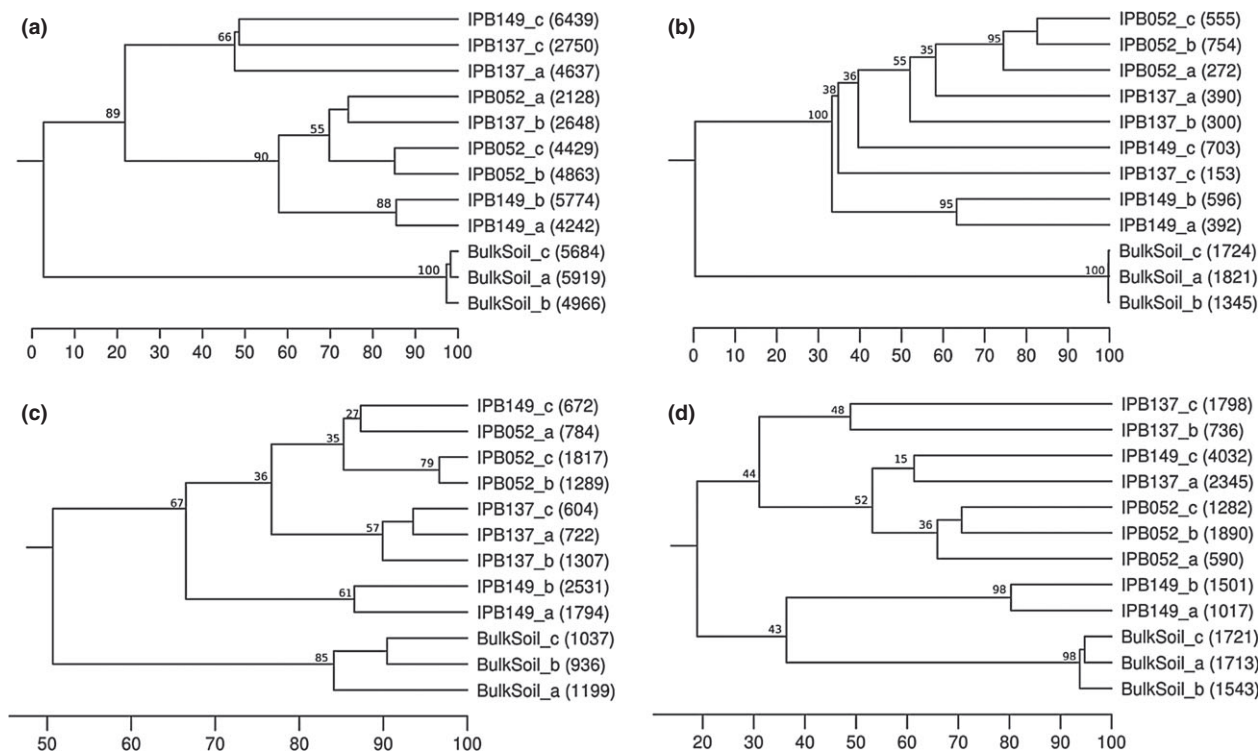 (a)
IPB149_c (6439)
66
IPB137_c (2750)
IPB137_a (4637)
IPB052_a (2128)
89
55
IPB137_b (2648)
IPB052_c (4429)
90
IPB052_b (4863)
IPB149_b (5774)
88
IPB149_a (4242)
BulkSoil_c (5684)
100
BulkSoil_a (5919)
BulkSoil_b (4966)
0 10 20 30 40 50 60 70 80 90 100
(b)
IPB052_c (555)
95
35
IPB052_b (754)
55
IPB052_a (272)
36
38
IPB137_a (390)
100
IPB137_b (300)
IPB149_c (703)
IPB137_c (153)
IPB149_b (596)
95
IPB149_a (392)
BulkSoil_c (1724)
100
BulkSoil_a (1821)
BulkSoil_b (1345)
0 10 20 30 40 50 60 70 80 90 100
(c)
IPB149_c (672)
27
IPB052_a (784)
35
IPB052_c (1817)
79
36
IPB052_b (1289)
67
IPB137_c (604)
57
IPB137_a (722)
IPB137_b (1307)
IPB149_b (2531)
61
IPB149_a (1794)
BulkSoil_c (1037)
85
BulkSoil_b (936)
BulkSoil_a (1199)
50 60 70 80 90 100
(d)
IPB137_c (1798)
48
IPB137_b (736)
IPB149_c (4032)
15
44
IPB137_a (2345)
52
IPB052_c (1282)
36
IPB052_b (1890)
IPB052_a (590)
IPB149_b (1501)
98
IPB149_a (1017)
43
BulkSoil_c (1721)
98
BulkSoil_a (1713)
BulkSoil_b (1543)
20 30 40 50 60 70 80 90 100